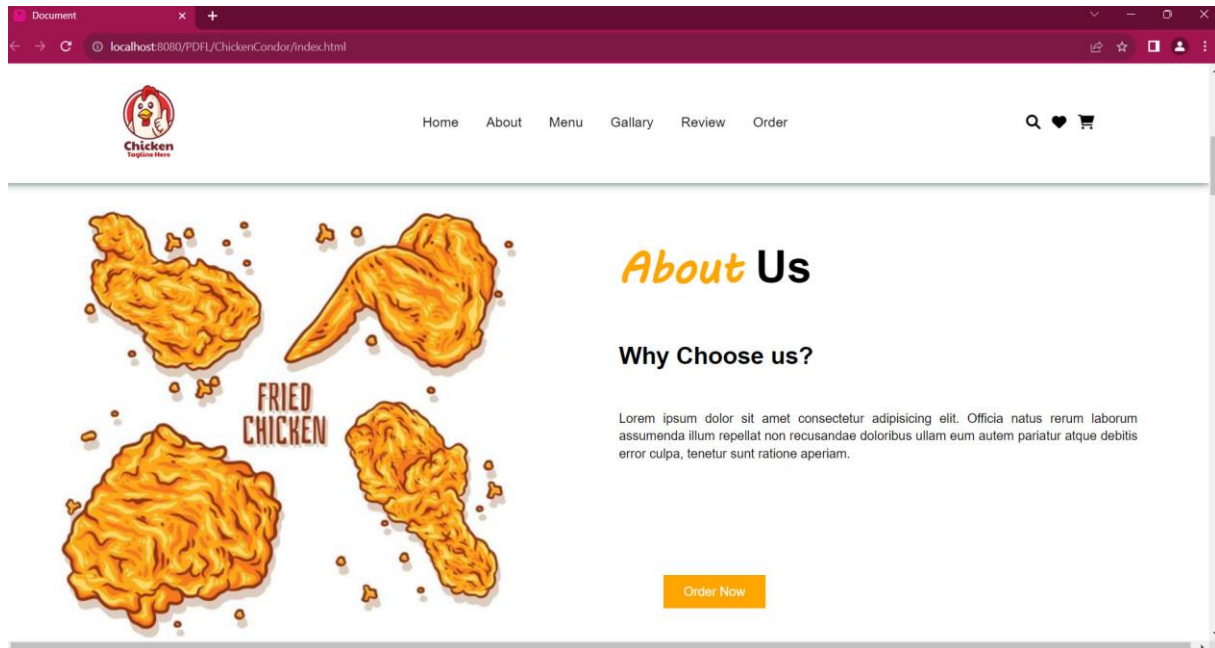 Document
localhost:8080/PDFL/ChickenCondor/index.html
Chicken
Tagline Here
Home About Menu Gallary Review Order
FRIED
CHICKEN
About Us
Why Choose us?
Lorem ipsum dolor sit amet consectetur adipisicing elit. Officia natus rerum laborum
assumenda illum repellat non recusandae doloribus ullam eum autem pariatur atque debitis
error culpa, tenetur sunt ratione aperiam.
Order Now